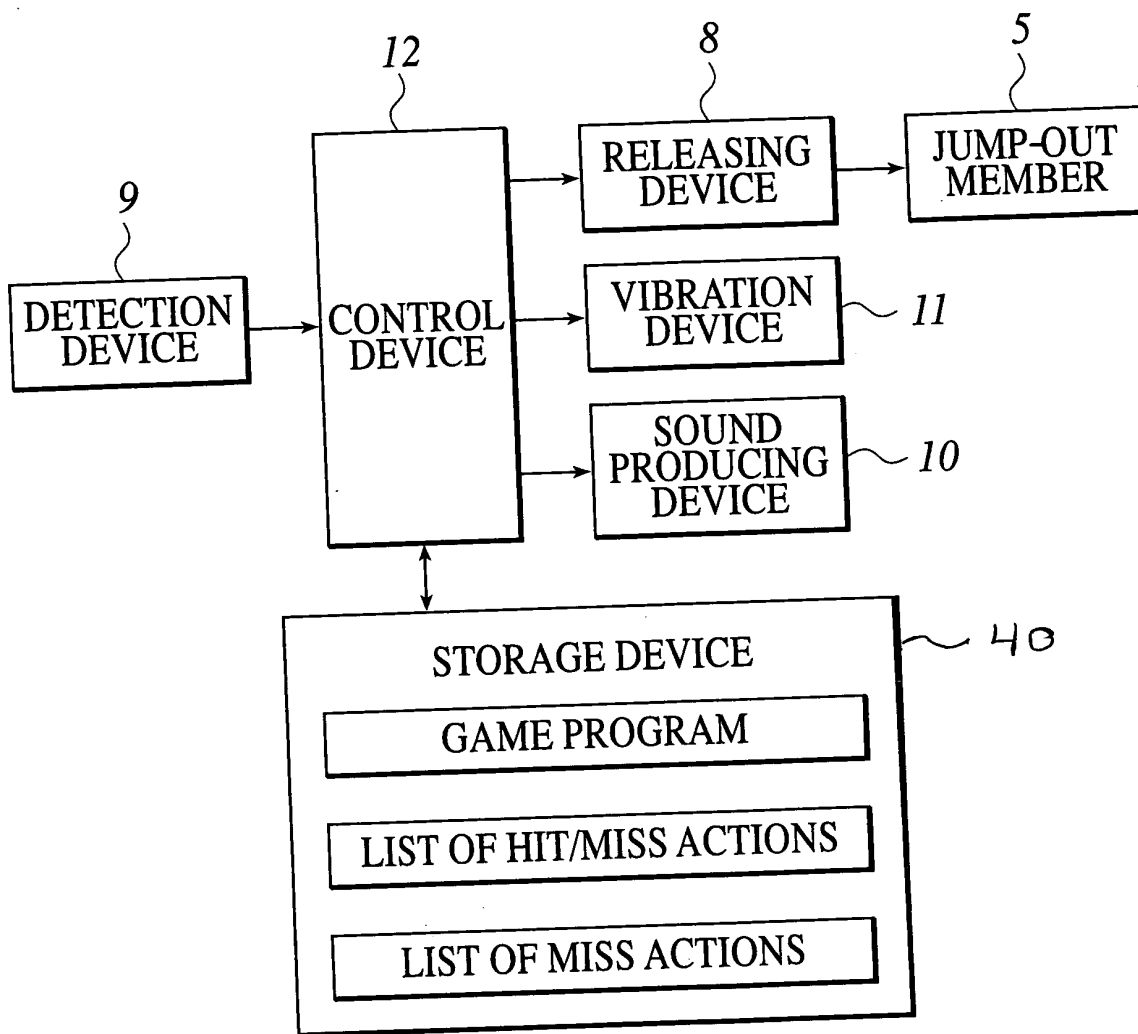 12
8
5
9
RELEASING
DEVICE
JUMP-OUT
MEMBER
DETECTION
DEVICE
CONTROL
DEVICE
VIBRATION
DEVICE
11
SOUND
PRODUCING
DEVICE
10
STORAGE DEVICE
40
GAME PROGRAM
LIST OF HIT/MISS ACTIONS
LIST OF MISS ACTIONS